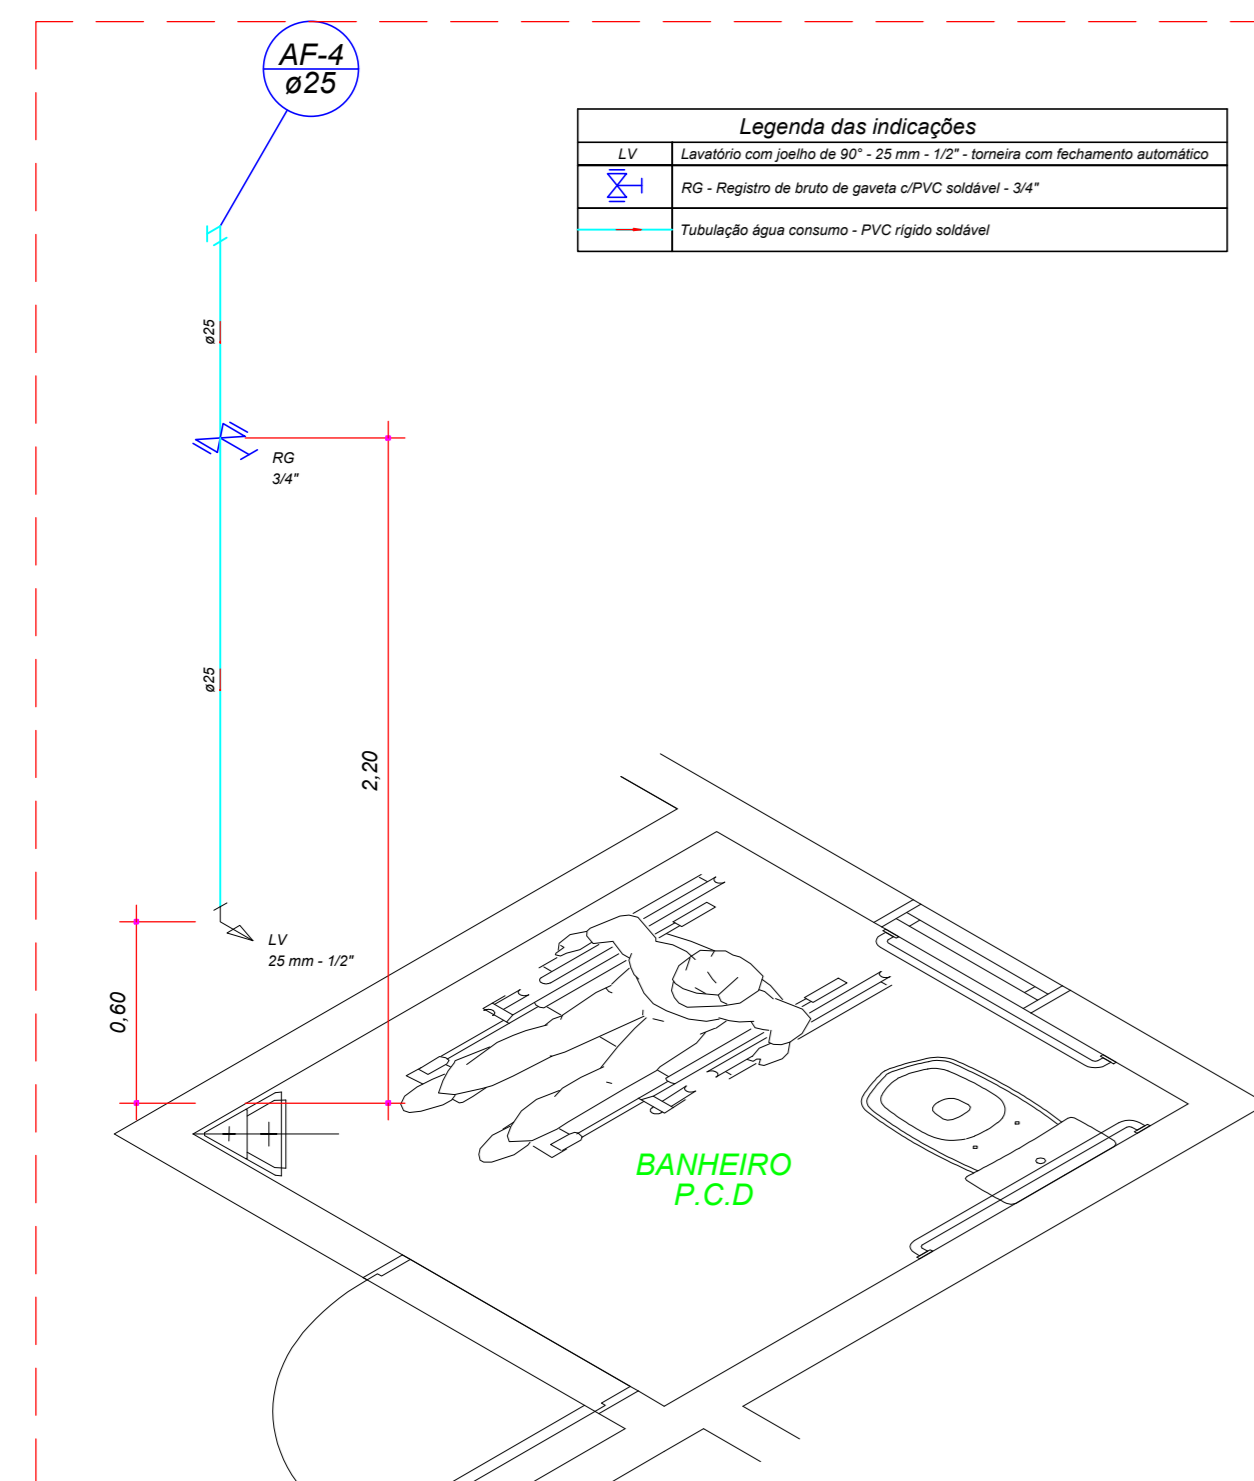 AF-4
ø25
Legenda das indicações
LV Lavatório com joelho de 90° - 25 mm - 1/2" - torneira com fechamento automático
RG - Registro de bruto de gaveta c/PVC soldável - 3/4"
Tubulação água consumo - PVC rígido soldável
ø25
RG
3/4"
ø25
2,20
LV
25 mm - 1/2"
0,60
BANHEIRO
P.C.D